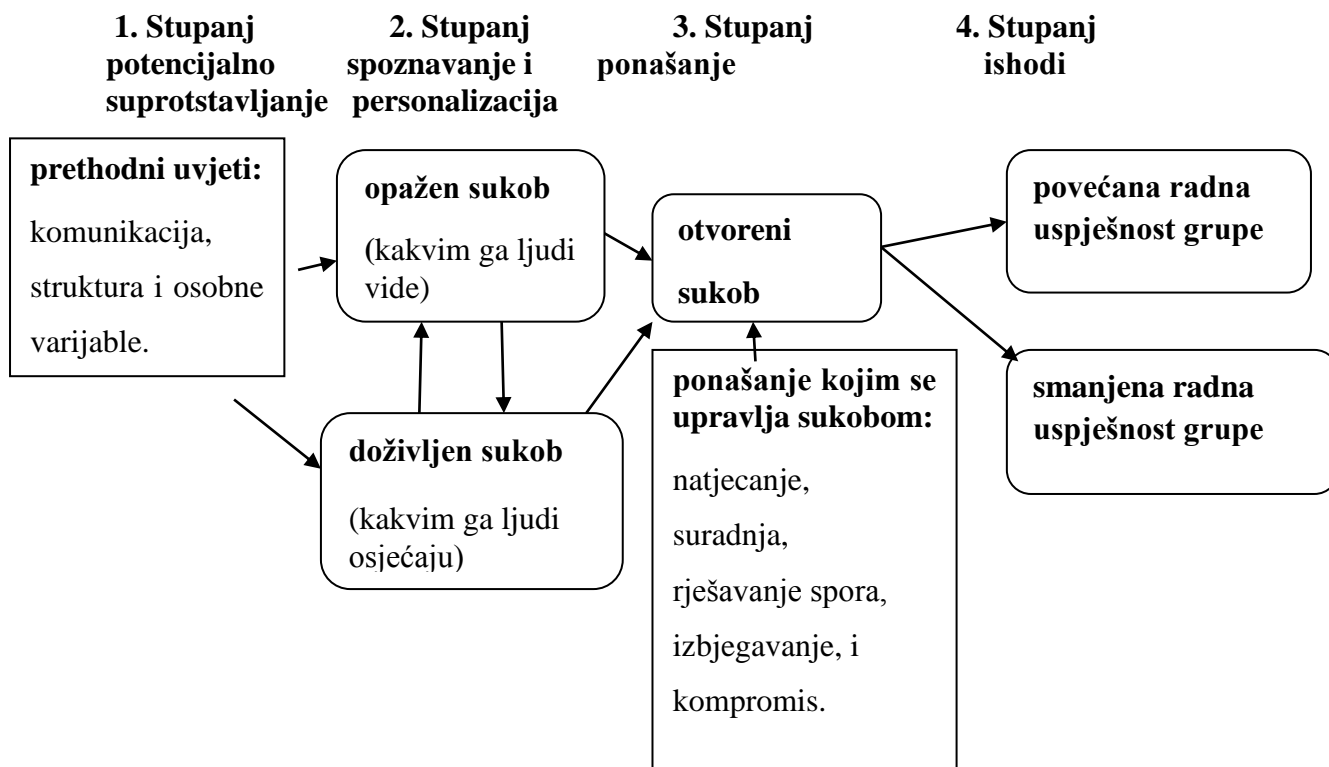 1. Stupanj
potencijalno
suprotstavljanje
2. Stupanj
spoznavanje i
personalizacija
3. Stupanj
ponašanje
4. Stupanj
ishodi
prethodni uvjeti:
komunikacija,
struktura i osobne
varijable.
opažen sukob
(kakvim ga ljudi
vide)
doživljen sukob
(kakvim ga ljudi
osjećaju)
otvoreni
sukob
ponašanje kojim se
upravlja sukobom:
natjecanje,
suradnja,
rješavanje spora,
izbjegavanje, i
kompromis.
povećana radna
uspješnost grupe
smanjena radna
uspješnost grupe